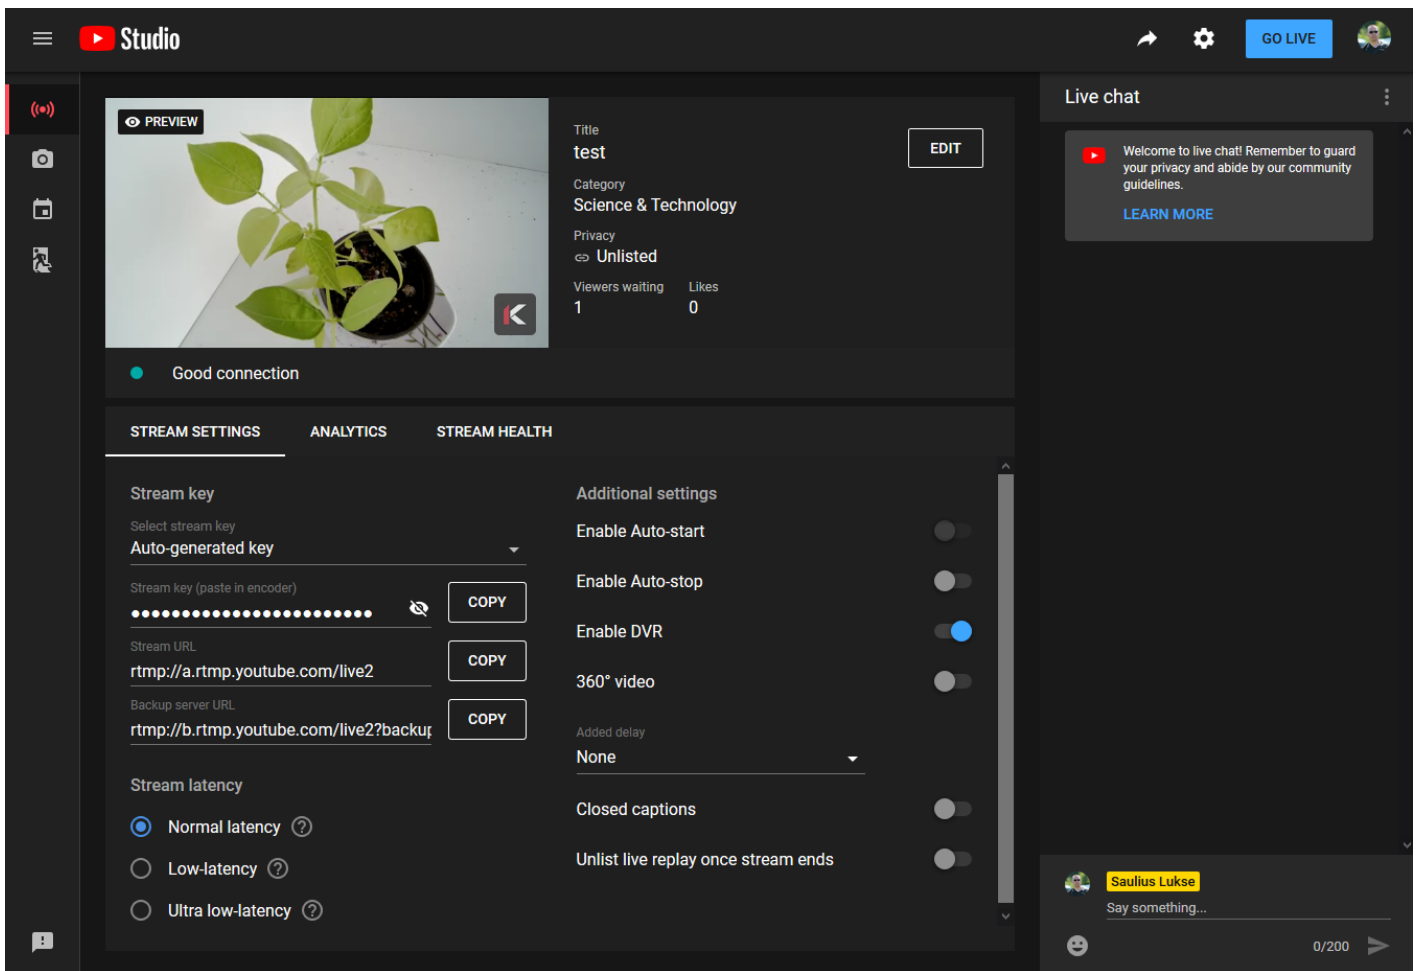 Studio
GO LIVE
PREVIEW
Title
test
EDIT
Category
Science & Technology
Privacy
Unlisted
Viewers waiting Likes
1 0
Good connection
STREAM SETTINGS ANALYTICS STREAM HEALTH
Stream key
Select stream key
Auto-generated key
Stream key (paste in encoder)
••••••••••••••••••••••••
COPY
Stream URL
rtmp://a.rtmp.youtube.com/live2
COPY
Backup server URL
rtmp://b.rtmp.youtube.com/live2?backup
COPY
Stream latency
Normal latency
Low-latency
Ultra low-latency
Additional settings
Enable Auto-start
Enable Auto-stop
Enable DVR
360° video
Added delay
None
Closed captions
Unlist live replay once stream ends
Live chat
Welcome to live chat! Remember to guard
your privacy and abide by our community
guidelines.
LEARN MORE
Saulius Lukse
Say something...
0/200